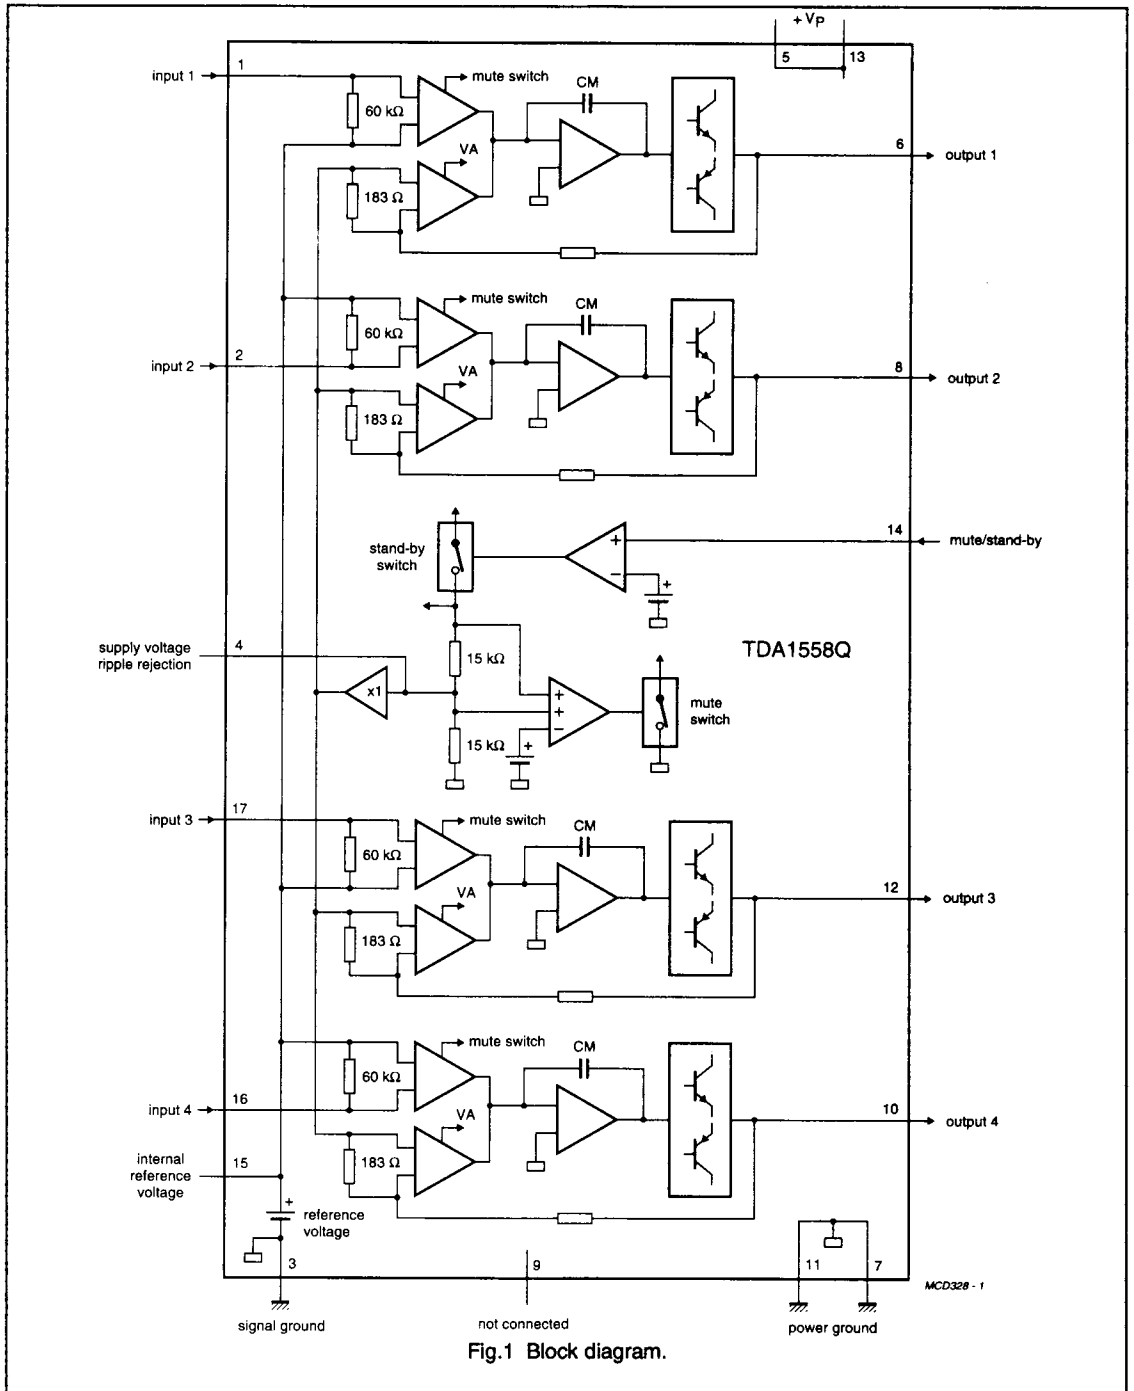 + VP
5
13
input 1
1
mute switch
CM
60 kΩ
6
output 1
VA
183 Ω
mute switch
CM
60 kΩ
input 2
2
8
output 2
VA
183 Ω
14
mute/stand-by
stand-by
switch
+
−
+
supply voltage
ripple rejection
4
15 kΩ
TDA1558Q
x1
+
+
−
mute
switch
15 kΩ
+
input 3
17
mute switch
CM
60 kΩ
12
output 3
VA
183 Ω
mute switch
CM
60 kΩ
input 4
16
10
output 4
VA
183 Ω
internal
reference
voltage
15
+
reference
voltage
3
9
11
7
MCD328 - 1
signal ground
not connected
power ground
Fig.1 Block diagram.